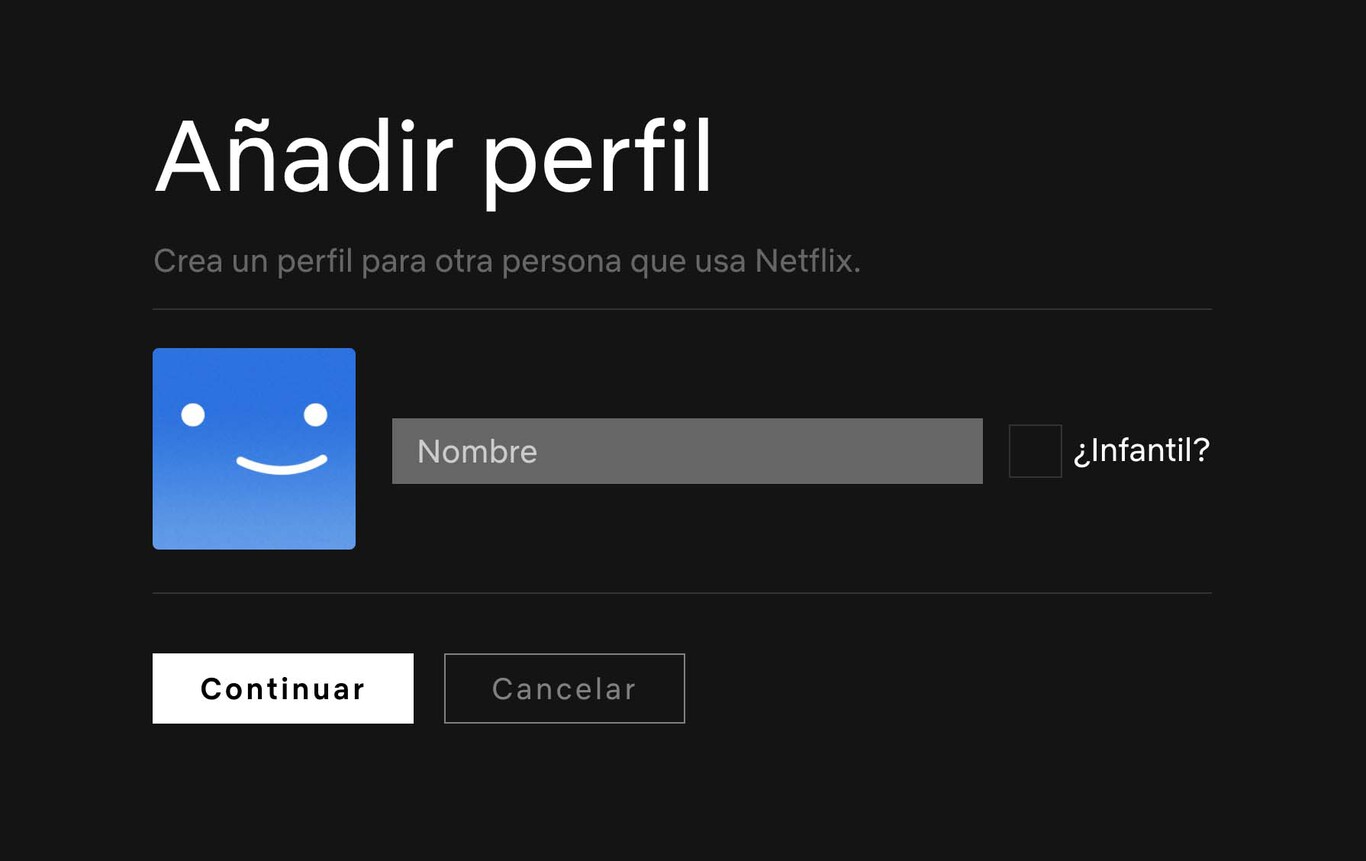 Añadir perfil
Crea un perfil para otra persona que usa Netflix.
Nombre
¿Infantil?
Continuar
Cancelar